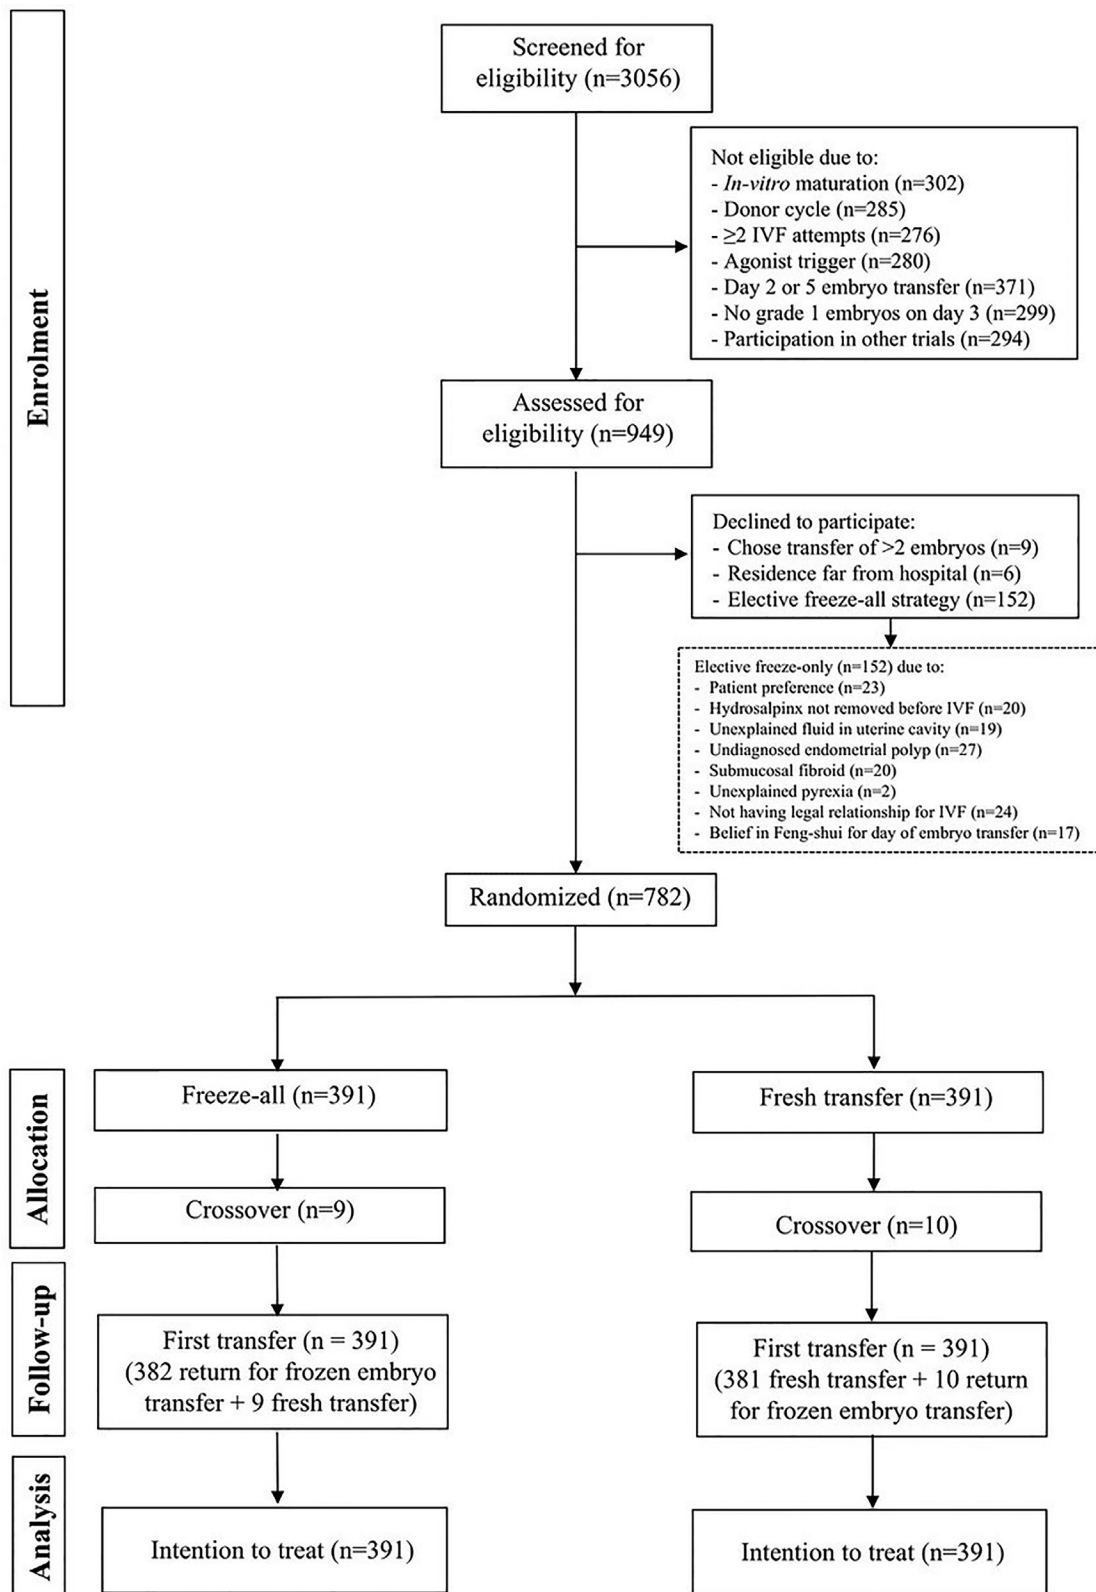 Enrolment
Screened for
eligibility (n=3056)
Not eligible due to:
- In-vitro maturation (n=302)
- Donor cycle (n=285)
- ≥2 IVF attempts (n=276)
- Agonist trigger (n=280)
- Day 2 or 5 embryo transfer (n=371)
- No grade 1 embryos on day 3 (n=299)
- Participation in other trials (n=294)
Assessed for
eligibility (n=949)
Declined to participate:
- Chose transfer of >2 embryos (n=9)
- Residence far from hospital (n=6)
- Elective freeze-all strategy (n=152)
Elective freeze-only (n=152) due to:
- Patient preference (n=23)
- Hydrosalpinx not removed before IVF (n=20)
- Unexplained fluid in uterine cavity (n=19)
- Undiagnosed endometrial polyp (n=27)
- Submucosal fibroid (n=20)
- Unexplained pyrexia (n=2)
- Not having legal relationship for IVF (n=24)
- Belief in Feng-shui for day of embryo transfer (n=17)
Randomized (n=782)
Allocation
Freeze-all (n=391)
Fresh transfer (n=391)
Crossover (n=9)
Crossover (n=10)
Follow-up
First transfer (n = 391)
(382 return for frozen embryo
transfer + 9 fresh transfer)
First transfer (n = 391)
(381 fresh transfer + 10 return
for frozen embryo transfer)
Analysis
Intention to treat (n=391)
Intention to treat (n=391)